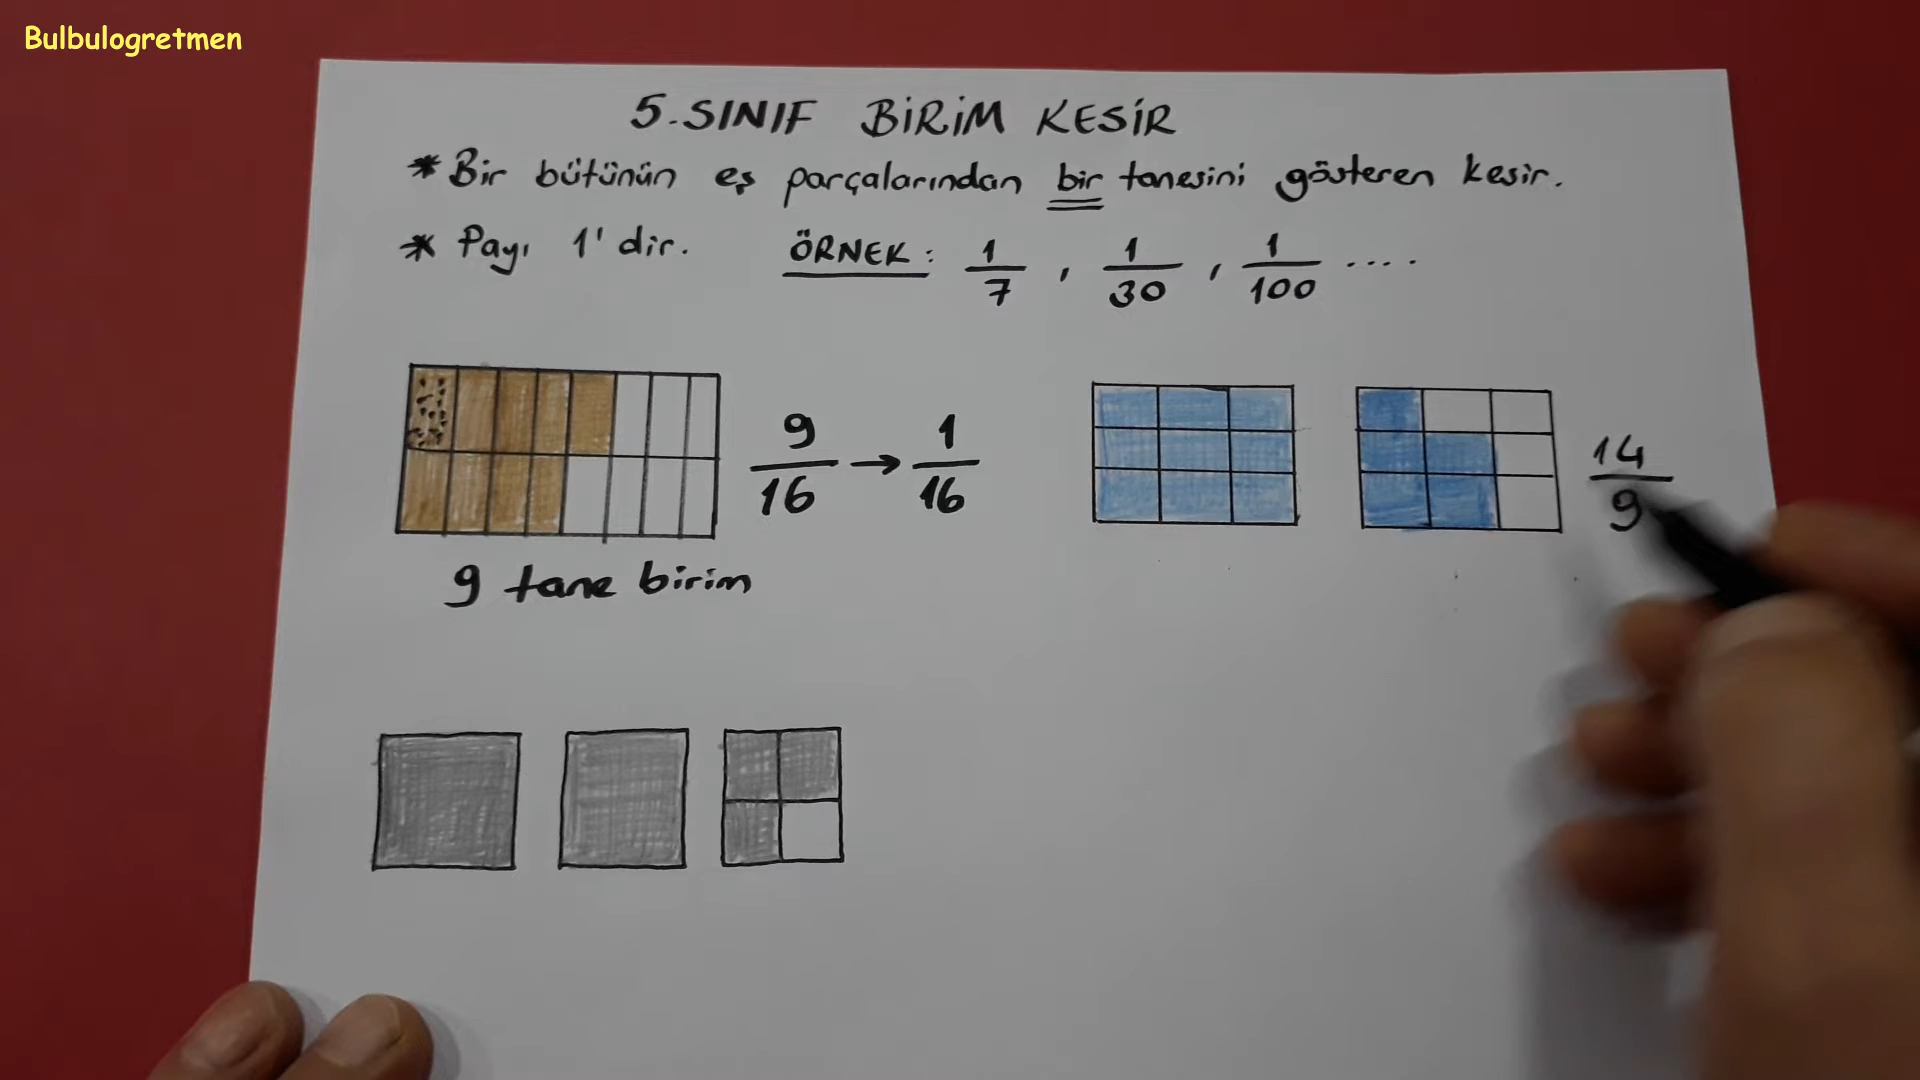 Bulbulogretmen
5.SINIF BİRİM KESİR
* Bir bütünün eş parçalarından bir tanesini gösteren kesir.
* Payı 1'dir. ÖRNEK: 1/7, 1/30, 1/100 ....
9/16 → 1/16
14/9
9 tane birim